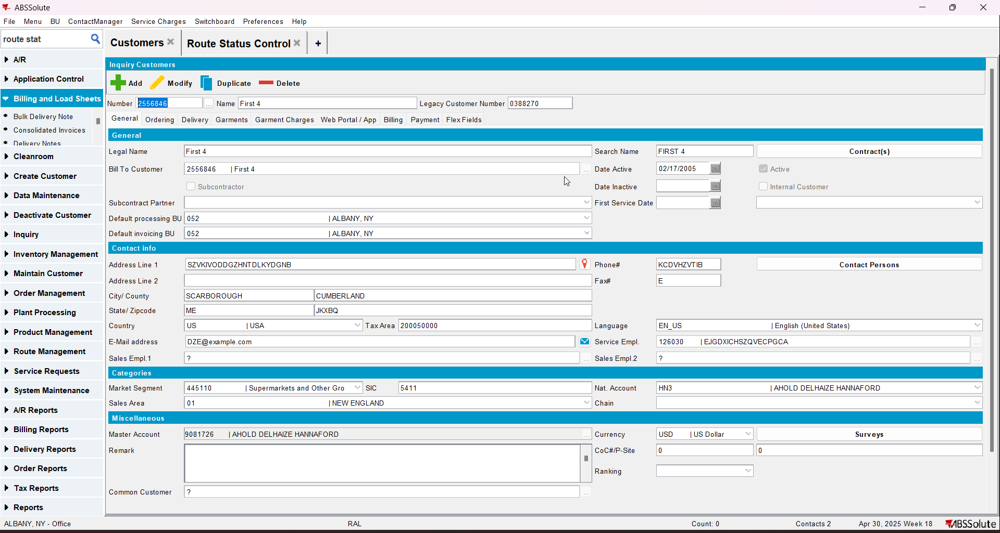 ABSSolute
File Menu BU ContactManager Service Charges Switchboard Preferences Help
route stat
Customers
Route Status Control
+
A/R
Application Control
Billing and Load Sheets
Bulk Delivery Note
Consolidated Invoices
Delivery Notes
Cleanroom
Create Customer
Data Maintenance
Deactivate Customer
Inquiry
Inventory Management
Maintain Customer
Order Management
Plant Processing
Product Management
Route Management
Service Requests
System Maintenance
A/R Reports
Billing Reports
Delivery Reports
Order Reports
Tax Reports
Reports
Inquiry Customers
Add Modify Duplicate Delete
Number 2556846 ... Name First 4 Legacy Customer Number 0388270
General Ordering Delivery Garments Garment Charges Web Portal / App Billing Payment Flex Fields
General
Legal Name First 4 Search Name FIRST 4 Contract(s)
Bill To Customer 2556846 | First 4 ... Date Active 02/17/2005 16 Active
Subcontractor Date Inactive 16 Internal Customer
Subcontract Partner First Service Date 16
Default processing BU 052 | ALBANY, NY
Default invoicing BU 052 | ALBANY, NY
Contact info
Address Line 1 SZVKIVODDGZHNTDLKYDGNB Phone# KCDVHZVTIB Contact Persons
Address Line 2 Fax# E
City/ County SCARBOROUGH CUMBERLAND
State/ Zipcode ME JKXBQ
Country US | USA Tax Area 200050000 Language EN_US | English (United States)
E-Mail address DZE@example.com Service Empl. 126030 | EJGDXICHSZQVECPGCA ...
Sales Empl.1 ? ... Sales Empl.2 ? ...
Categories
Market Segment 445110 | Supermarkets and Other Gro SIC 5411 Nat. Account HN3 | AHOLD DELHAIZE HANNAFORD
Sales Area 01 | NEW ENGLAND Chain
Miscellaneous
Master Account 9081726 | AHOLD DELHAIZE HANNAFORD ... Currency USD | US Dollar Surveys
Remark CoC#/P-Site 0 0
Ranking
Common Customer ? ...
ALBANY, NY - Office RAL Count: 0 Contacts 2 Apr 30, 2025 Week 18 ABSSolute